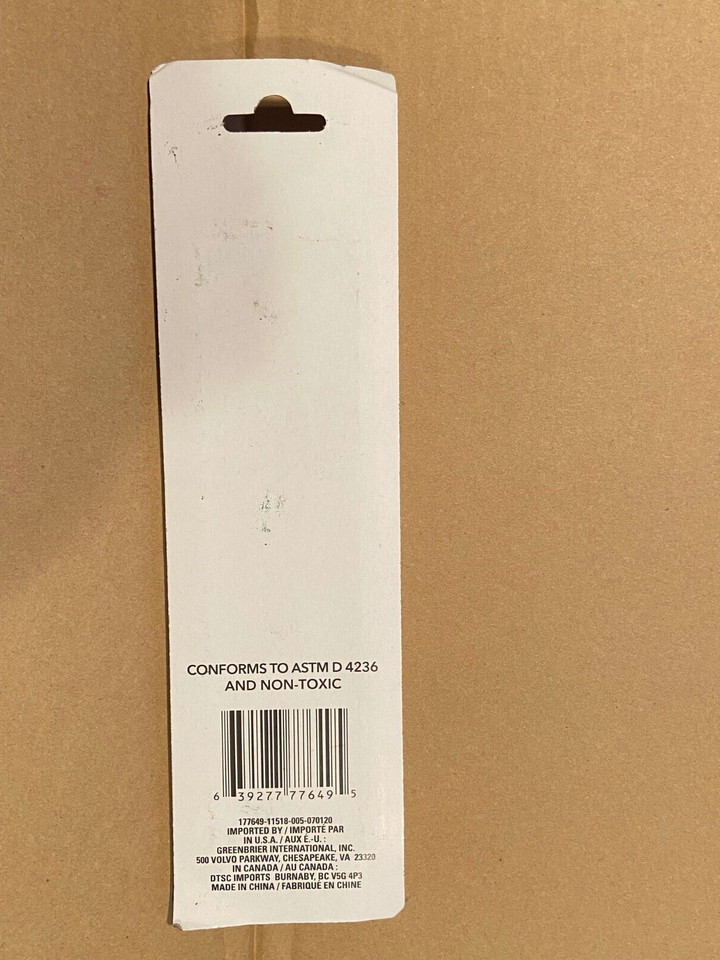 CONFORMS TO ASTM D 4236
AND NON-TOXIC
6 39277 77649 5
177649-11518-005-070120
IMPORTED BY / IMPORTÉ PAR
IN U.S.A. / AUX É.-U. :
GREENBRIER INTERNATIONAL, INC.
500 VOLVO PARKWAY, CHESAPEAKE, VA 23320
IN CANADA / AU CANADA :
DTSC IMPORTS BURNABY, BC V5G 4P3
MADE IN CHINA / FABRIQUÉ EN CHINE